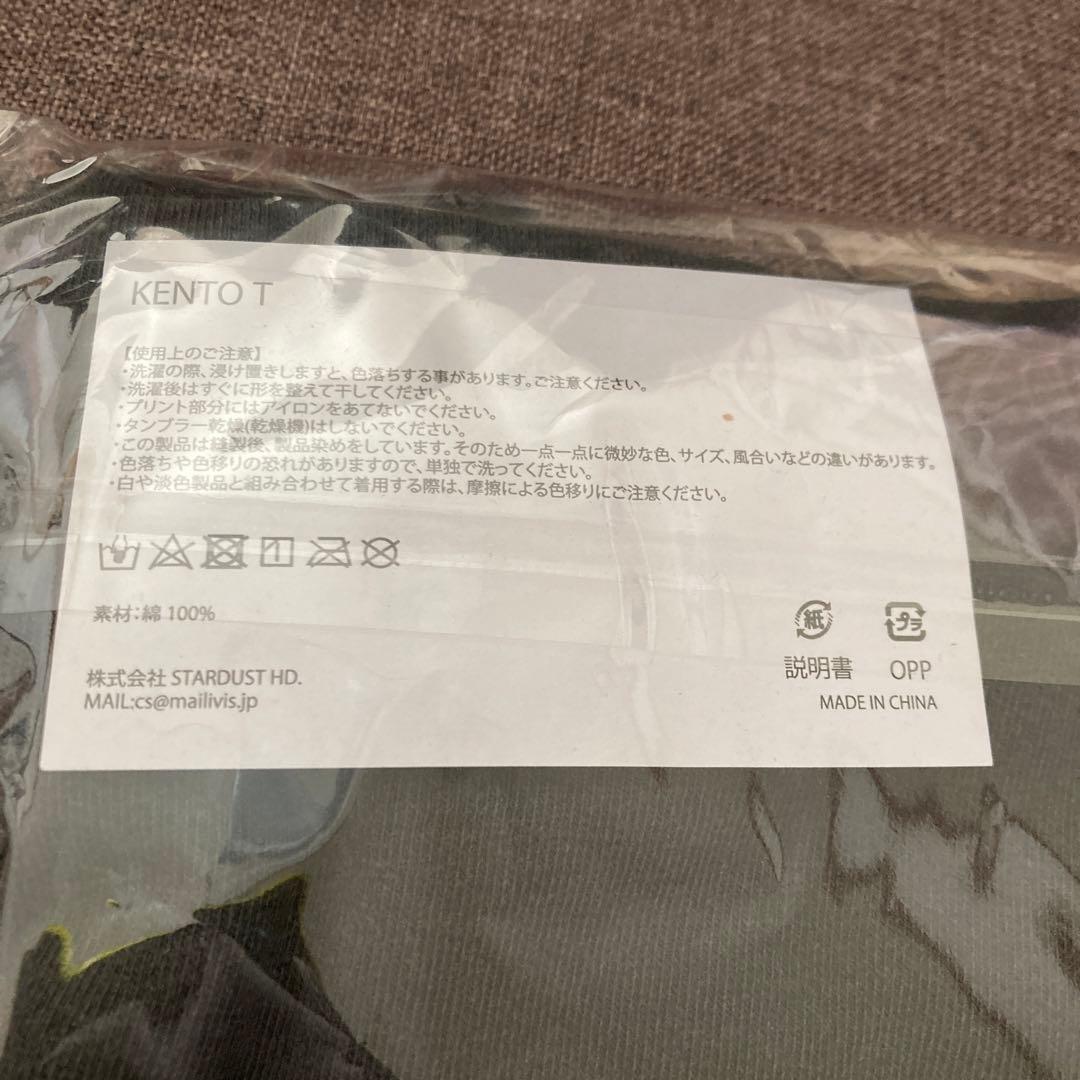 KENTO T
【使用上のご注意】
・洗濯の際、浸け置きしますと、色落ちする事があります。ご注意ください。
・洗濯後はすぐに形を整えて干してください。
・プリント部分にはアイロンをあてないでください。
・タンブラー乾燥(乾燥機)はしないでください。
・この製品は縫製後、製品染めをしています。そのため一点一点に微妙な色、サイズ、風合いなどの違いがあります。
・色落ちや色移りの恐れがありますので、単独で洗ってください。
・白や淡色製品と組み合わせて着用する際は、摩擦による色移りにご注意ください。
素材:綿 100%
株式会社 STARDUST HD.
MAIL:cs@mailivis.jp
紙
プラ
説明書
OPP
MADE IN CHINA